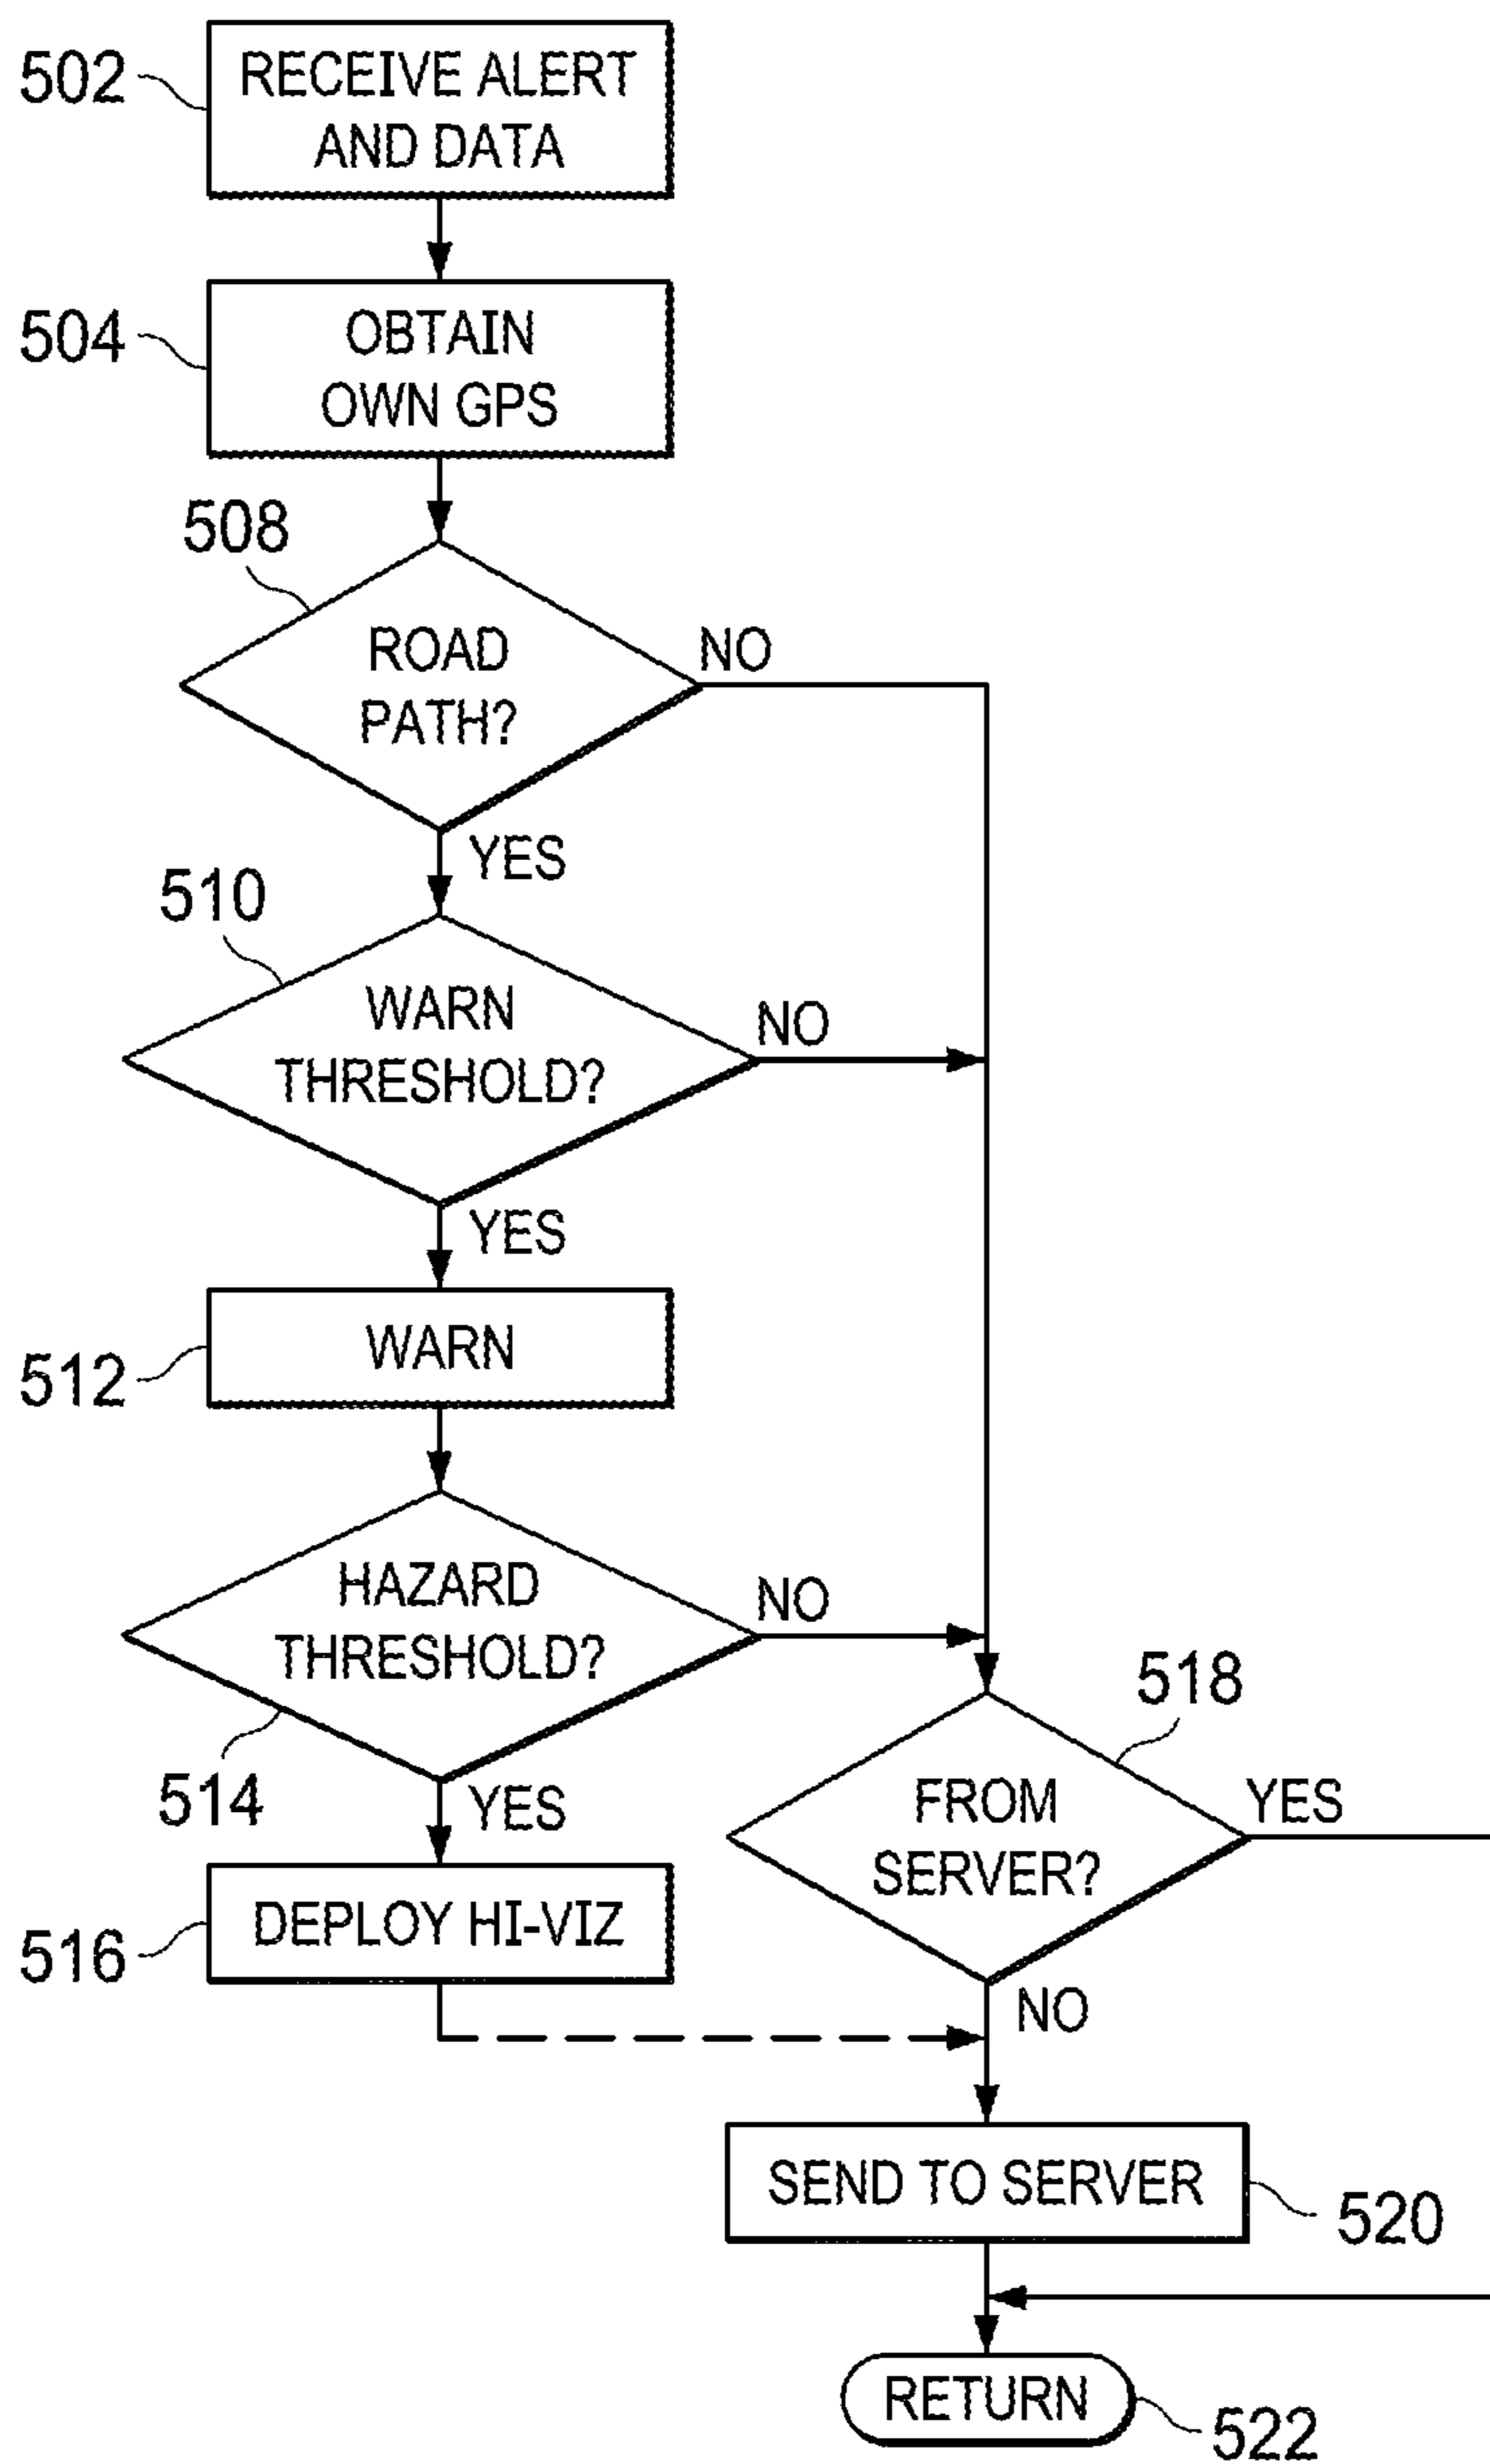 502
RECEIVE ALERT
AND DATA
504
OBTAIN
OWN GPS
508
ROAD
PATH?
NO
YES
510
WARN
THRESHOLD?
NO
YES
512
WARN
HAZARD
THRESHOLD?
NO
514
YES
518
FROM
SERVER?
YES
NO
516
DEPLOY HI-VIZ
SEND TO SERVER
520
RETURN
522